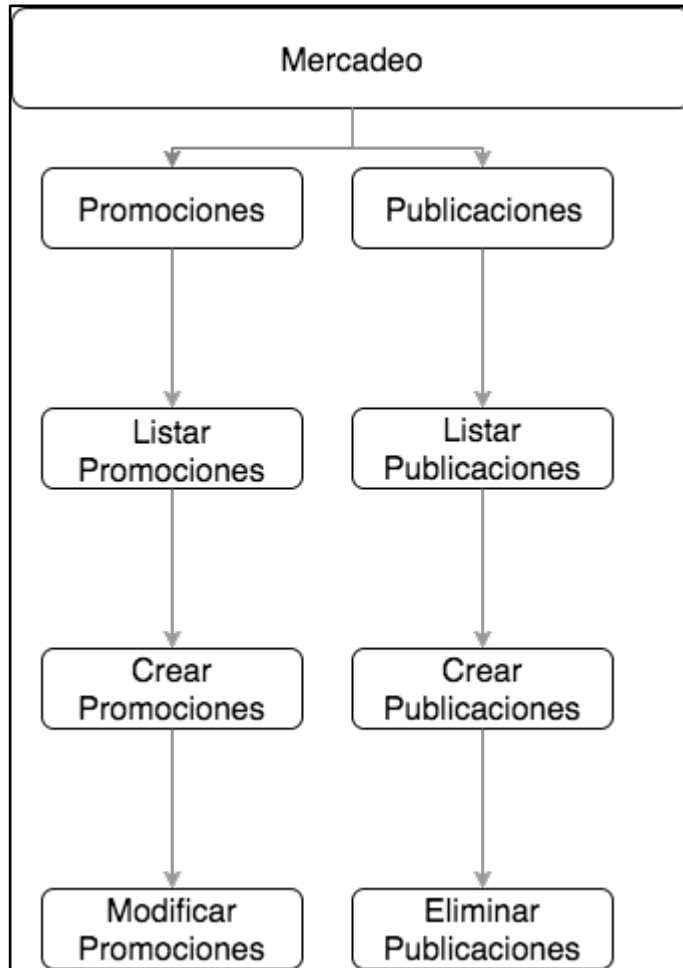 Mercadeo
Promociones
Publicaciones
Listar
Promociones
Listar
Publicaciones
Crear
Promociones
Crear
Publicaciones
Modificar
Promociones
Eliminar
Publicaciones